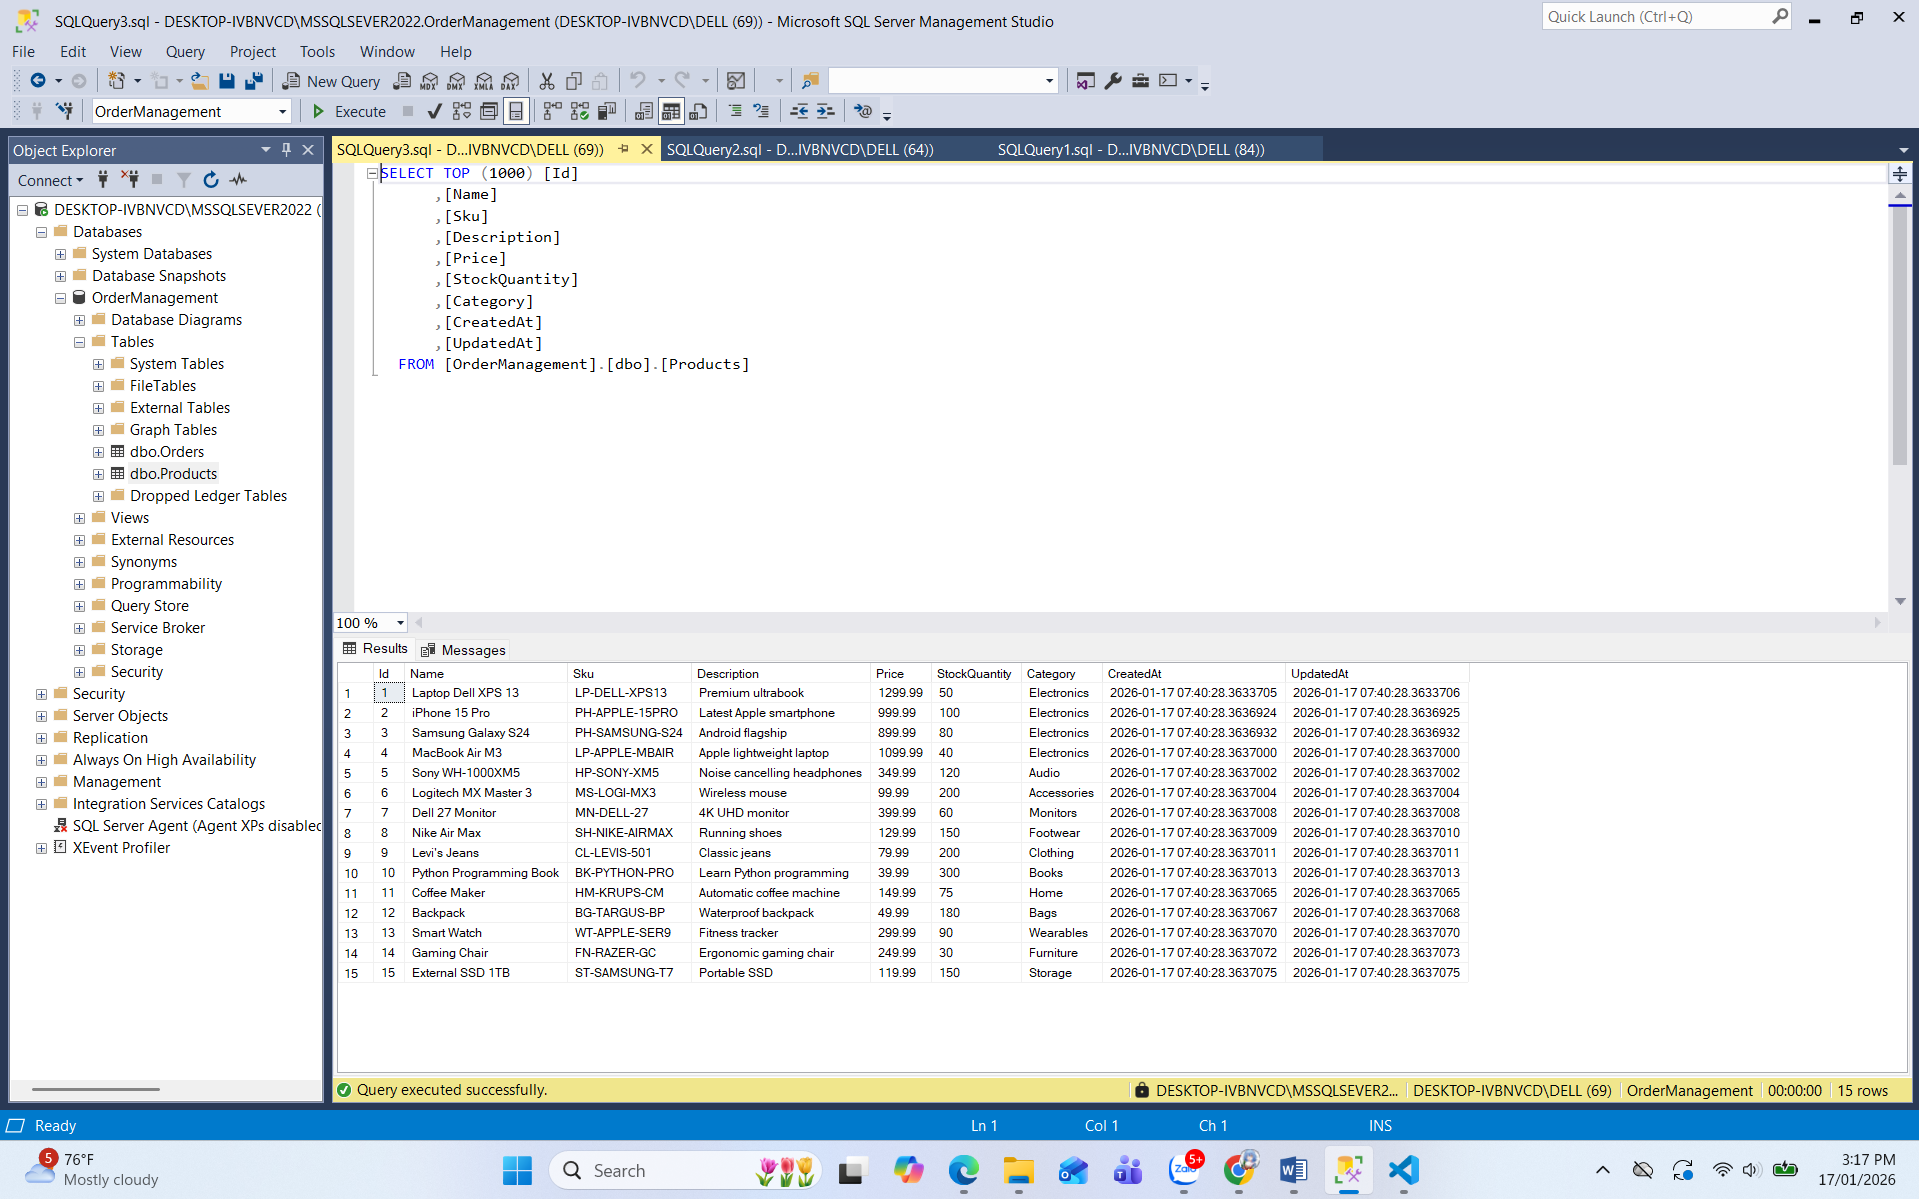 SQLQuery3.sql - DESKTOP-IVBNVCD\MSSQLSEVER2022.OrderManagement (DESKTOP-IVBNVCD\DELL (69)) - Microsoft SQL Server Management Studio
Quick Launch (Ctrl+Q)
File Edit View Query Project Tools Window Help
New Query
MDX DMX XMLA DAX
OrderManagement
Execute
Object Explorer
Connect
DESKTOP-IVBNVCD\MSSQLSEVER2022 (
Databases
System Databases
Database Snapshots
OrderManagement
Database Diagrams
Tables
System Tables
FileTables
External Tables
Graph Tables
dbo.Orders
dbo.Products
Dropped Ledger Tables
Views
External Resources
Synonyms
Programmability
Query Store
Service Broker
Storage
Security
Security
Server Objects
Replication
Always On High Availability
Management
Integration Services Catalogs
SQL Server Agent (Agent XPs disabled
XEvent Profiler
SQLQuery3.sql - D...IVBNVCD\DELL (69))
SQLQuery2.sql - D...IVBNVCD\DELL (64))
SQLQuery1.sql - D...IVBNVCD\DELL (84))
SELECT TOP (1000) [Id]
,[Name]
,[Sku]
,[Description]
,[Price]
,[StockQuantity]
,[Category]
,[CreatedAt]
,[UpdatedAt]
FROM [OrderManagement].[dbo].[Products]
100 %
Results Messages
Id Name Sku Description Price StockQuantity Category CreatedAt UpdatedAt
1 1 Laptop Dell XPS 13 LP-DELL-XPS13 Premium ultrabook 1299.99 50 Electronics 2026-01-17 07:40:28.3633705 2026-01-17 07:40:28.3633706
2 2 iPhone 15 Pro PH-APPLE-15PRO Latest Apple smartphone 999.99 100 Electronics 2026-01-17 07:40:28.3636924 2026-01-17 07:40:28.3636925
3 3 Samsung Galaxy S24 PH-SAMSUNG-S24 Android flagship 899.99 80 Electronics 2026-01-17 07:40:28.3636932 2026-01-17 07:40:28.3636932
4 4 MacBook Air M3 LP-APPLE-MBAIR Apple lightweight laptop 1099.99 40 Electronics 2026-01-17 07:40:28.3637000 2026-01-17 07:40:28.3637000
5 5 Sony WH-1000XM5 HP-SONY-XM5 Noise cancelling headphones 349.99 120 Audio 2026-01-17 07:40:28.3637002 2026-01-17 07:40:28.3637002
6 6 Logitech MX Master 3 MS-LOGI-MX3 Wireless mouse 99.99 200 Accessories 2026-01-17 07:40:28.3637004 2026-01-17 07:40:28.3637004
7 7 Dell 27 Monitor MN-DELL-27 4K UHD monitor 399.99 60 Monitors 2026-01-17 07:40:28.3637008 2026-01-17 07:40:28.3637008
8 8 Nike Air Max SH-NIKE-AIRMAX Running shoes 129.99 150 Footwear 2026-01-17 07:40:28.3637009 2026-01-17 07:40:28.3637010
9 9 Levi's Jeans CL-LEVIS-501 Classic jeans 79.99 200 Clothing 2026-01-17 07:40:28.3637011 2026-01-17 07:40:28.3637011
10 10 Python Programming Book BK-PYTHON-PRO Learn Python programming 39.99 300 Books 2026-01-17 07:40:28.3637013 2026-01-17 07:40:28.3637013
11 11 Coffee Maker HM-KRUPS-CM Automatic coffee machine 149.99 75 Home 2026-01-17 07:40:28.3637065 2026-01-17 07:40:28.3637065
12 12 Backpack BG-TARGUS-BP Waterproof backpack 49.99 180 Bags 2026-01-17 07:40:28.3637067 2026-01-17 07:40:28.3637068
13 13 Smart Watch WT-APPLE-SER9 Fitness tracker 299.99 90 Wearables 2026-01-17 07:40:28.3637070 2026-01-17 07:40:28.3637070
14 14 Gaming Chair FN-RAZER-GC Ergonomic gaming chair 249.99 30 Furniture 2026-01-17 07:40:28.3637072 2026-01-17 07:40:28.3637073
15 15 External SSD 1TB ST-SAMSUNG-T7 Portable SSD 119.99 150 Storage 2026-01-17 07:40:28.3637075 2026-01-17 07:40:28.3637075
Query executed successfully. DESKTOP-IVBNVCD\MSSQLSEVER2... DESKTOP-IVBNVCD\DELL (69) OrderManagement 00:00:00 15 rows
Ready Ln 1 Col 1 Ch 1 INS
5 76°F
Mostly cloudy
Search
Zalo 5+
3:17 PM
17/01/2026